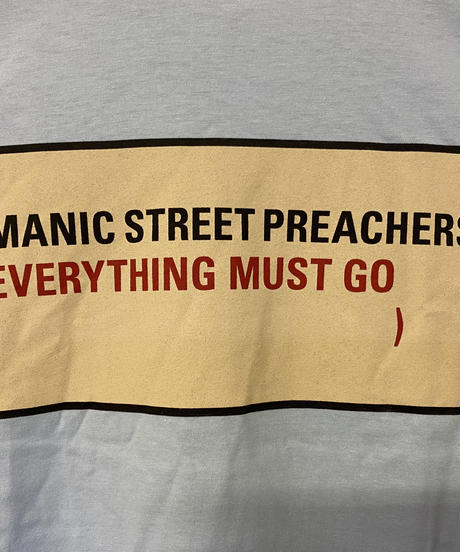 MANIC STREET PREACHERS
EVERYTHING MUST GO
)